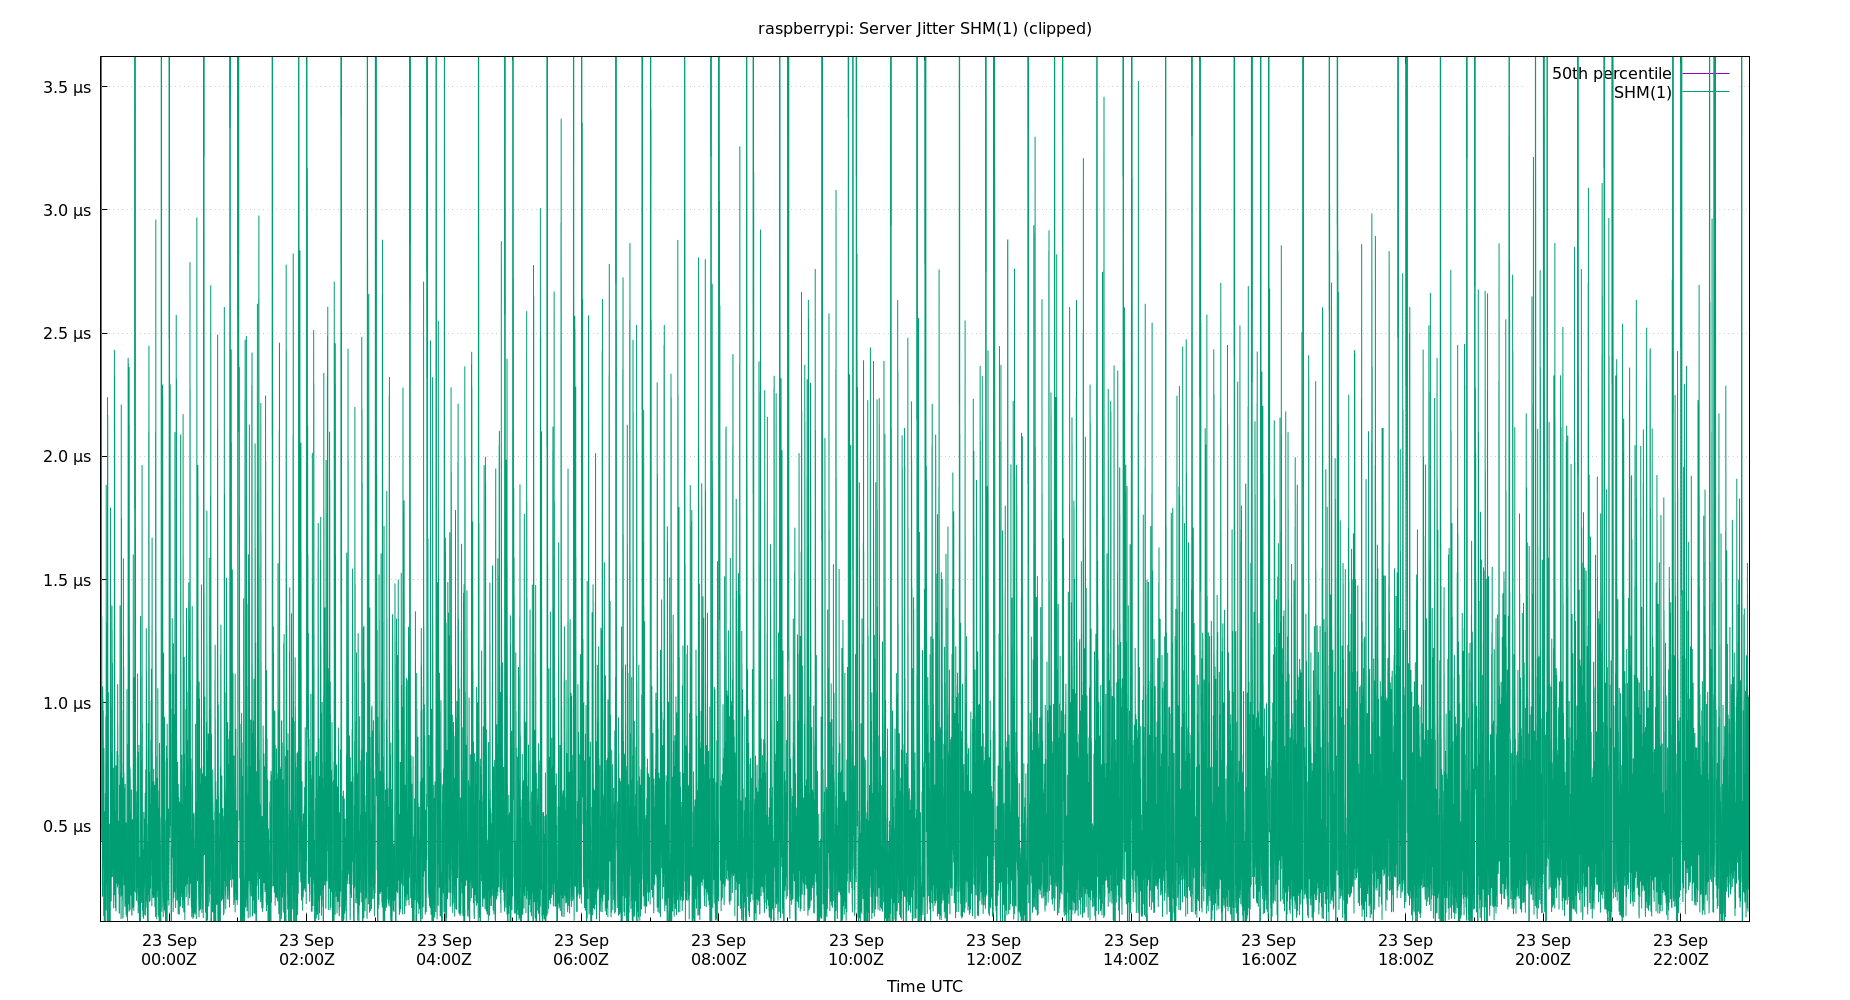 raspberrypi: Server Jitter SHM(1) (clipped)
50th percentile
SHM(1)
3.5 µs
3.0 µs
2.5 µs
2.0 µs
1.5 µs
1.0 µs
0.5 µs
23 Sep 23 Sep 23 Sep 23 Sep 23 Sep 23 Sep 23 Sep 23 Sep 23 Sep 23 Sep 23 Sep 23 Sep
00:00Z 02:00Z 04:00Z 06:00Z 08:00Z 10:00Z 12:00Z 14:00Z 16:00Z 18:00Z 20:00Z 22:00Z
Time UTC